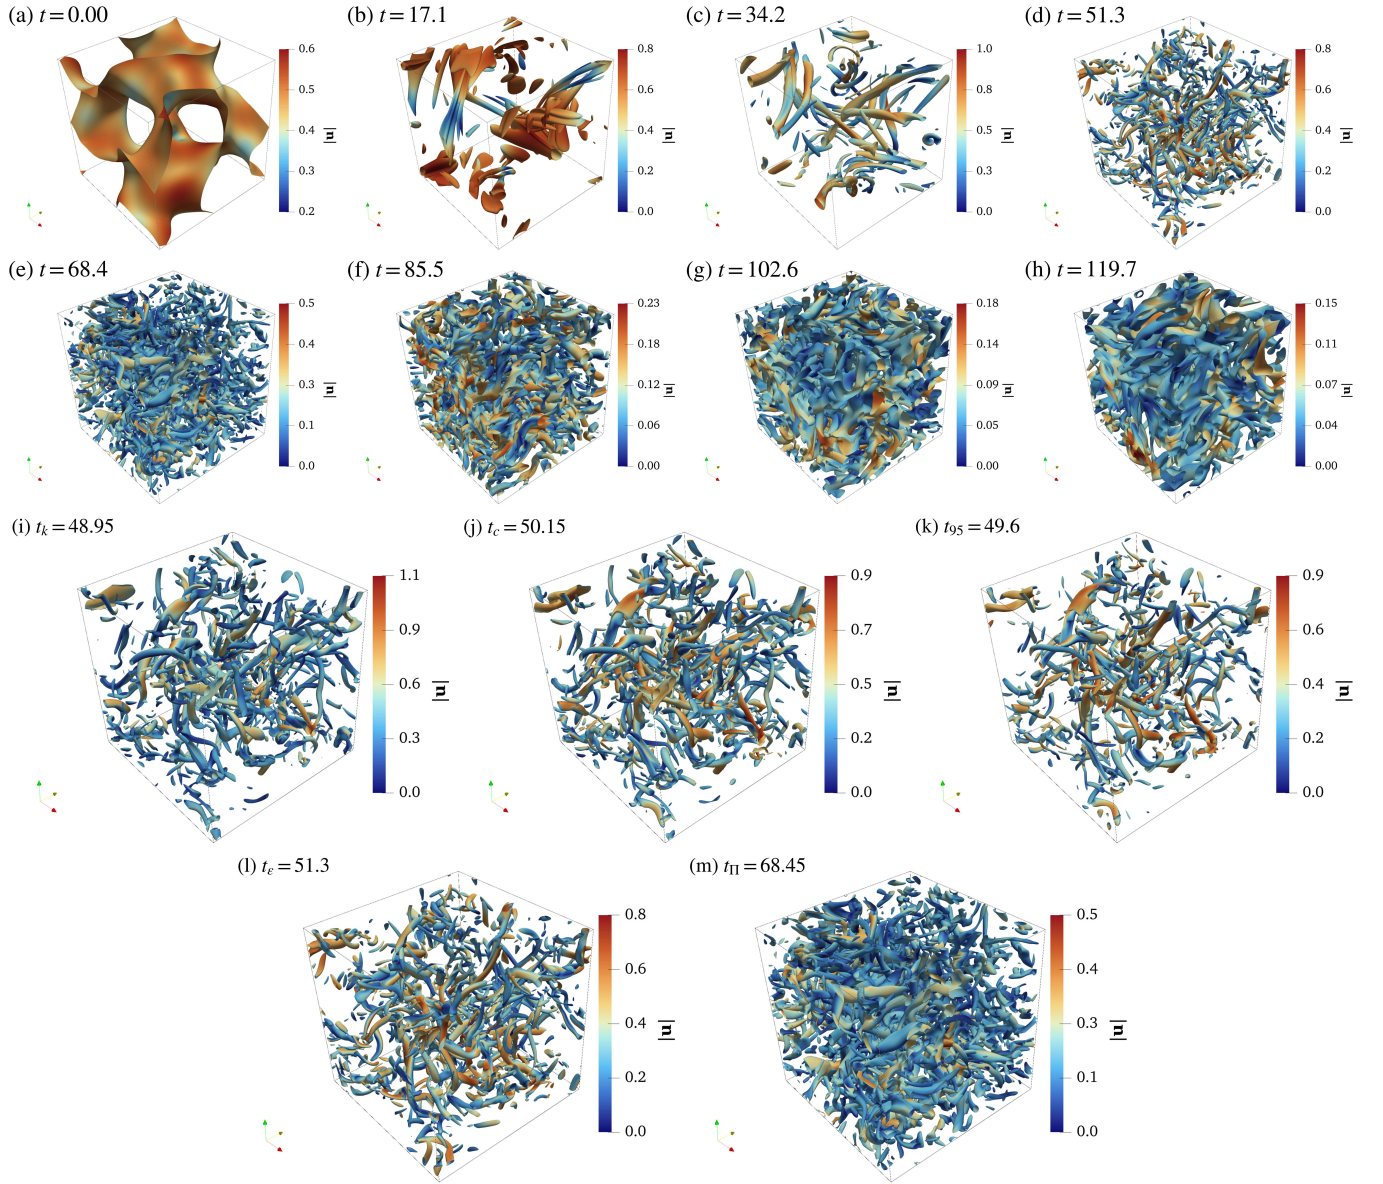 (a) t = 0.00
0.6
0.5
0.4
0.3
0.2
|u|
(b) t = 17.1
0.8
0.6
0.4
0.2
0.0
|u|
(c) t = 34.2
1.0
0.8
0.5
0.3
0.0
|u|
(d) t = 51.3
0.8
0.6
0.4
0.2
0.0
|u|
(e) t = 68.4
0.5
0.4
0.3
0.1
0.0
|u|
(f) t = 85.5
0.23
0.18
0.12
0.06
0.00
|u|
(g) t = 102.6
0.18
0.14
0.09
0.05
0.00
|u|
(h) t = 119.7
0.15
0.11
0.07
0.04
0.00
|u|
(i) tₖ = 48.95
1.1
0.9
0.6
0.3
0.0
|u|
(j) t_c = 50.15
0.9
0.7
0.5
0.2
0.0
|u|
(k) t₉₅ = 49.6
0.9
0.6
0.4
0.2
0.0
|u|
(l) t_ε = 51.3
0.8
0.6
0.4
0.2
0.0
|u|
(m) t_Π = 68.45
0.5
0.4
0.3
0.1
0.0
|u|